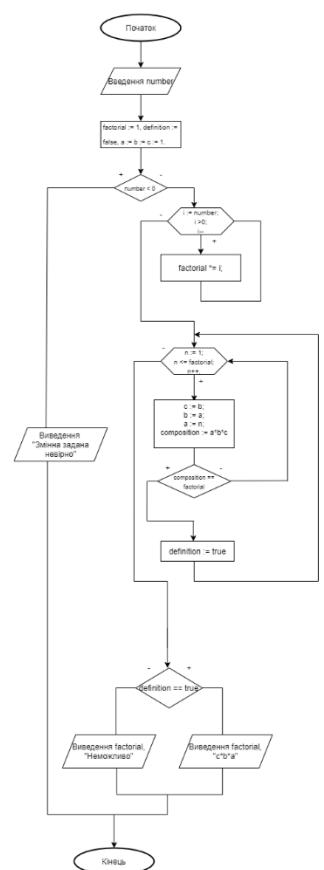 Початок
Введення number
factorial := 1, definition :=
false, a := b := c := 1.
+
-
number < 0
-
i := number;
i >0;
i--.
+
factorial *= i;
-
n := 1;
n <= factorial;
n++.
+
c := b;
b := a;
a := n;
composition := a*b*c
Виведення
"Змінна задана
невірно"
+
-
composition ==
factorial
definition := true
-
+
definition == true
Виведення factorial,
"Неможливо"
Виведення factorial,
"c*b*a"
Кінець